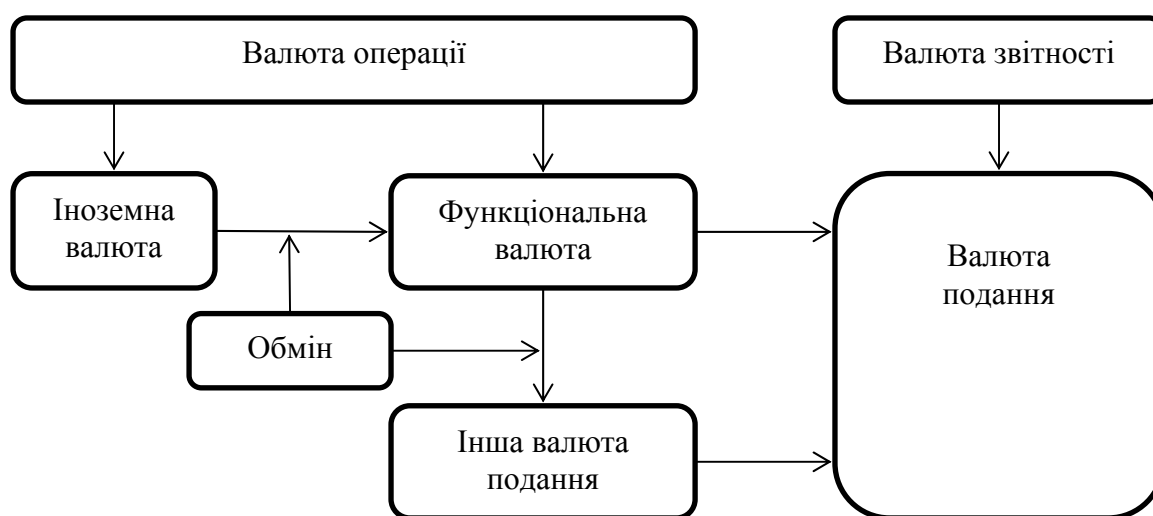 Валюта операції
Валюта звітності
Іноземна
валюта
Функціональна
валюта
Валюта
подання
Обмін
Інша валюта
подання